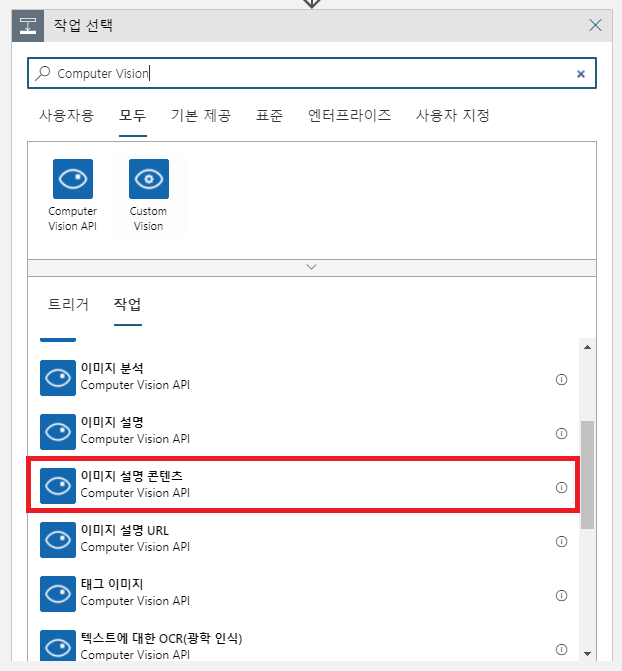 작업 선택
Computer Vision
사용자용 모두 기본 제공 표준 엔터프라이즈 사용자 지정
Computer Vision API
Custom Vision
트리거 작업
이미지 분석
Computer Vision API
이미지 설명
Computer Vision API
이미지 설명 콘텐츠
Computer Vision API
이미지 설명 URL
Computer Vision API
태그 이미지
Computer Vision API
텍스트에 대한 OCR(광학 인식)
Computer Vision API